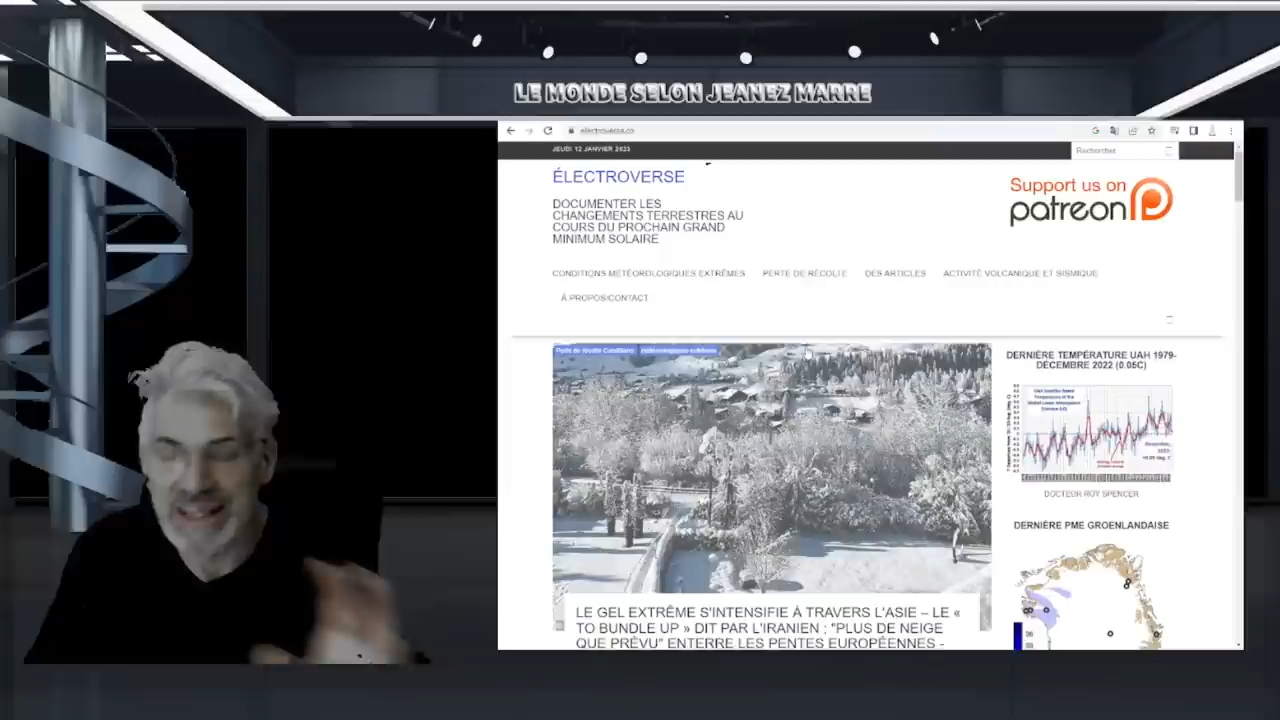 LE MONDE SELON JEANEZ MARRE
electroverse.co
JEUDI 12 JANVIER 2023
Rechercher
ÉLECTROVERSE
DOCUMENTER LES
CHANGEMENTS TERRESTRES AU
COURS DU PROCHAIN GRAND
MINIMUM SOLAIRE
Support us on
patreon
CONDITIONS MÉTÉOROLOGIQUES EXTRÊMES
PERTE DE RÉCOLTE
DES ARTICLES
ACTIVITÉ VOLCANIQUE ET SISMIQUE
À PROPOS/CONTACT
DERNIÈRE TEMPÉRATURE UAH 1979-
DÉCEMBRE 2022 (0.05C)
DOCTEUR ROY SPENCER
DERNIÈRE PME GROENLANDAISE
LE GEL EXTRÊME S'INTENSIFIE À TRAVERS L'ASIE – LE «
TO BUNDLE UP » DIT PAR L'IRANIEN ; "PLUS DE NEIGE
QUE PRÉVU" ENTERRE LES PENTES EUROPÉENNES -